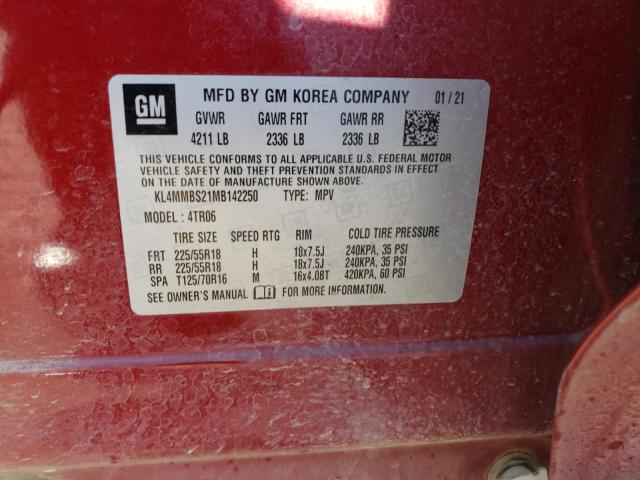 GM
MFD BY GM KOREA COMPANY 01/21
GVWR GAWR FRT GAWR RR
4211 LB 2336 LB 2336 LB
THIS VEHICLE CONFORMS TO ALL APPLICABLE U.S. FEDERAL MOTOR
VEHICLE SAFETY AND THEFT PREVENTION STANDARDS IN EFFECT
ON THE DATE OF MANUFACTURE SHOWN ABOVE.
KL4MMBS21MB142250 TYPE: MPV
MODEL: 4TR06
TIRE SIZE SPEED RTG RIM COLD TIRE PRESSURE
FRT 225/55R18 H 18x7.5J 240KPA, 35 PSI
RR 225/55R18 H 18x7.5J 240KPA, 35 PSI
SPA T125/70R16 M 16x4.0BT 420KPA, 60 PSI
SEE OWNER'S MANUAL FOR MORE INFORMATION.